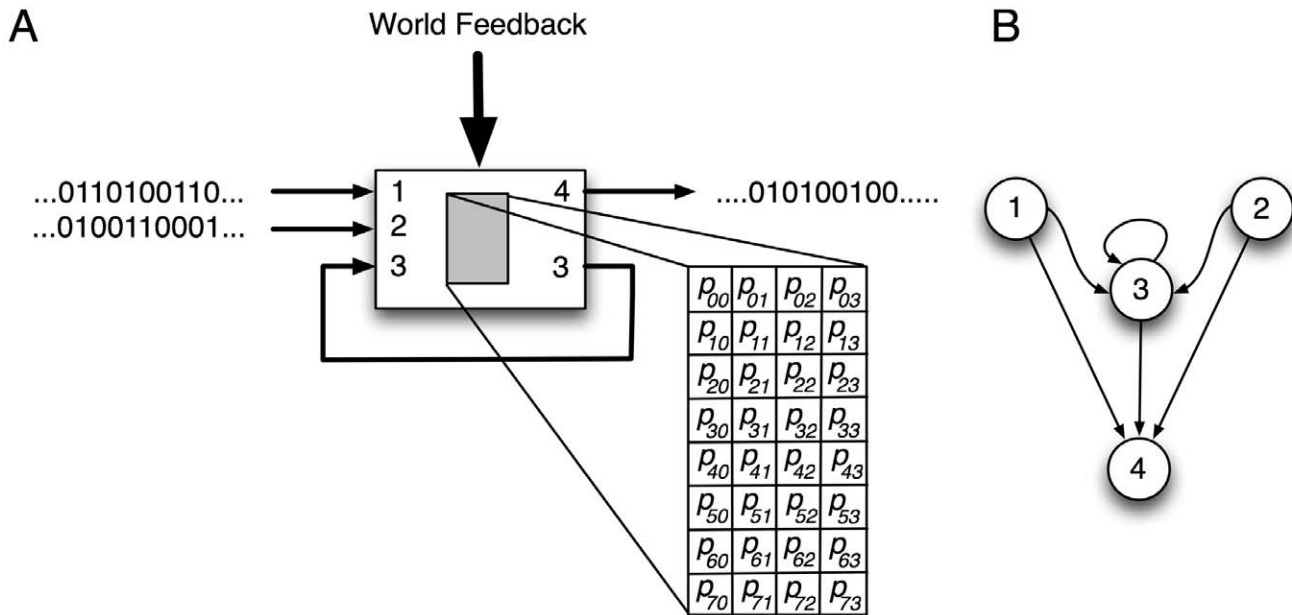 A
World Feedback
B
...0110100110...
...0100110001...
1
2
3
4
3
....010100100.....
p00 p01 p02 p03
p10 p11 p12 p13
p20 p21 p22 p23
p30 p31 p32 p33
p40 p41 p42 p43
p50 p51 p52 p53
p60 p61 p62 p63
p70 p71 p72 p73
1
2
3
4